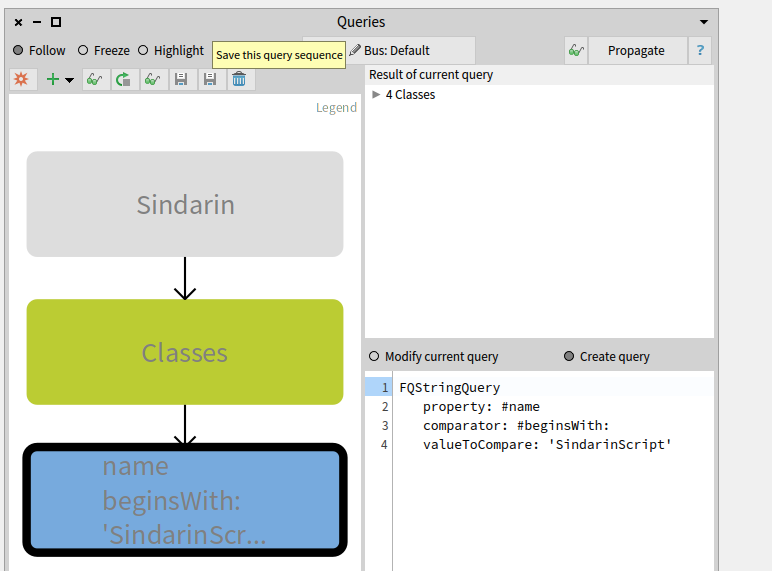 Queries
Follow Freeze Highlight
Save this query sequence
Bus: Default
Propagate
?
Legend
Sindarin
Classes
name
beginsWith:
'SindarinScr...
Result of current query
4 Classes
Modify current query Create query
1 FQStringQuery
2 property: #name
3 comparator: #beginsWith:
4 valueToCompare: 'SindarinScript'